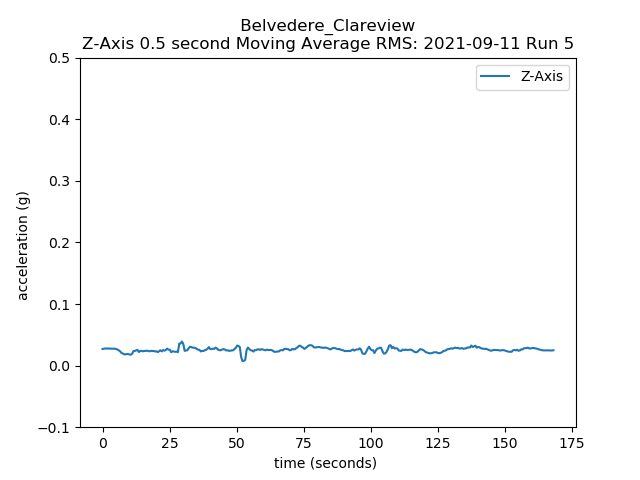 Belvedere_Clareview
Z-Axis 0.5 second Moving Average RMS: 2021-09-11 Run 5
Z-Axis
0.5
0.4
0.3
0.2
0.1
0.0
−0.1
acceleration (g)
0 25 50 75 100 125 150 175
time (seconds)